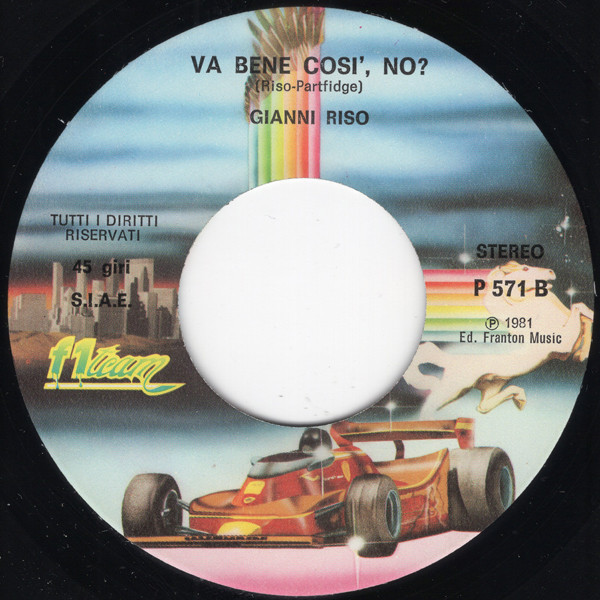 VA BENE COSI', NO?
(Riso-Partfidge)
GIANNI RISO
TUTTI I DIRITTI
RISERVATI
45 giri
S.I.A.E.
f1team
STEREO
P 571-B
Ⓟ 1981
Ed. Franton Music